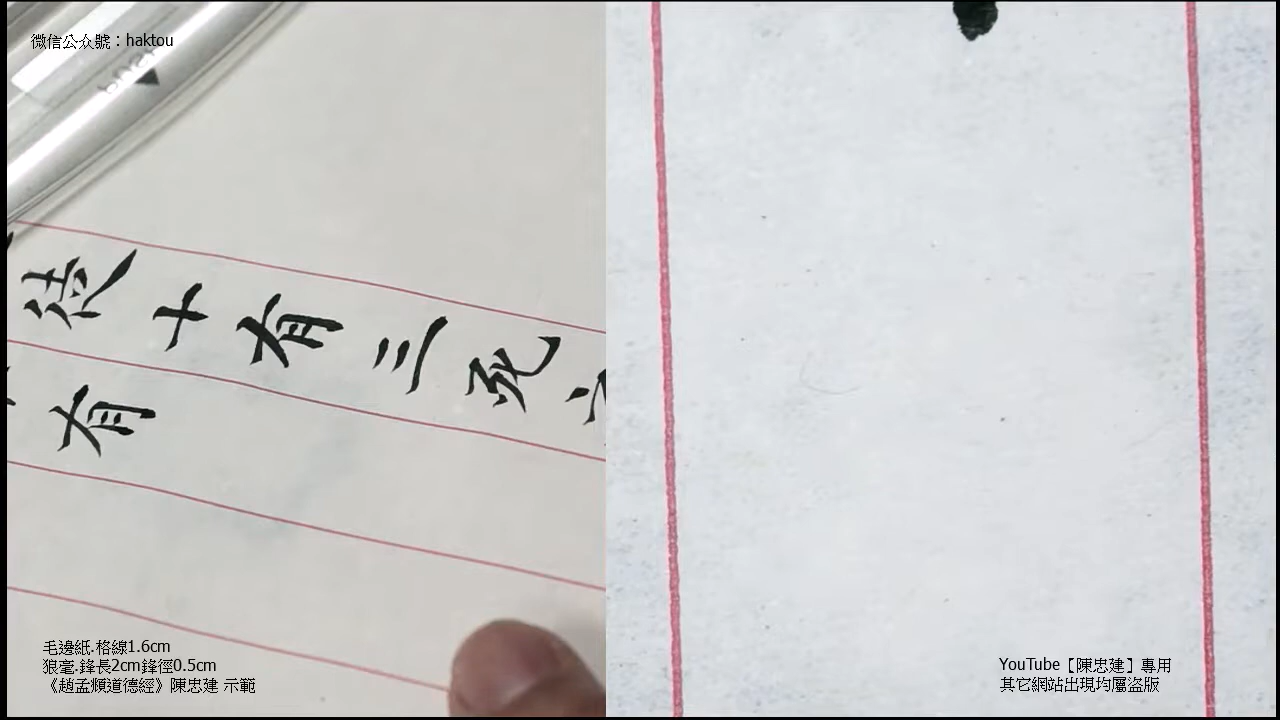 微信公众號：haktou
徒十有三死之
有
毛邊紙.格線1.6cm
狼毫.鋒長2cm鋒徑0.5cm
《趙孟頫道德經》陳忠建 示範
YouTube［陳忠建］專用
其它網站出現均屬盜版